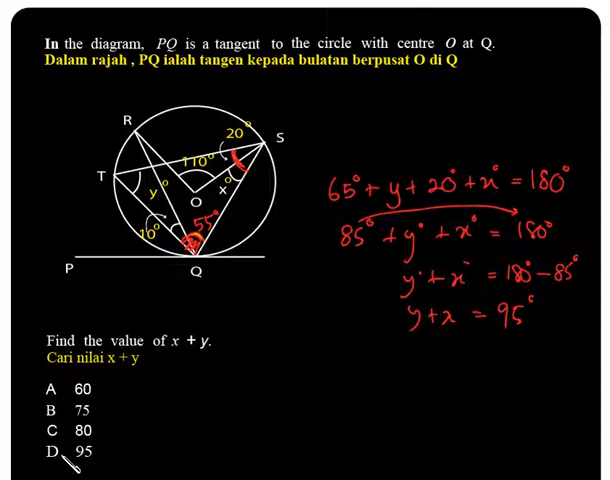 In the diagram, PQ is a tangent to the circle with centre O at Q.
Dalam rajah , PQ ialah tangen kepada bulatan berpusat O di Q
R
S
T
20°
110°
y°
x°
O
10°
55°
P
Q
65° + y + 20° + x° = 180°
85° + y° + x° = 180°
y° + x° = 180° - 85°
y + x = 95°
Find the value of x + y.
Cari nilai x + y
A 60
B 75
C 80
D 95